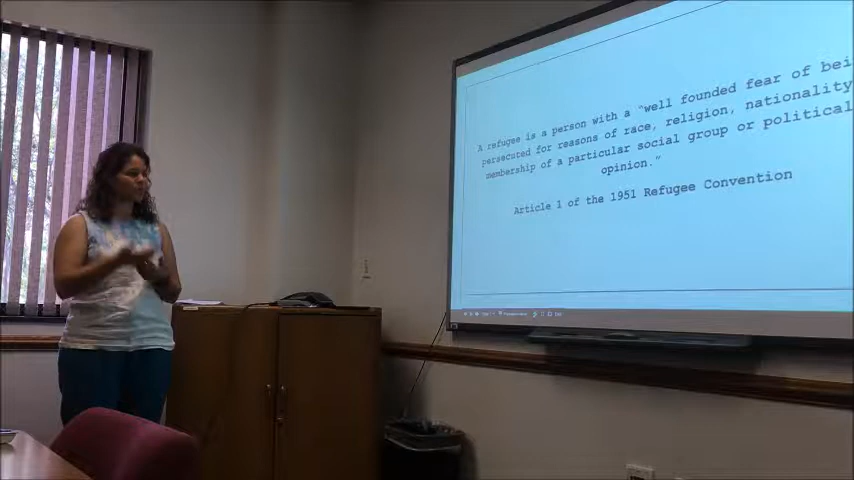 A refugee is a person with a "well founded fear of bei
persecuted for reasons of race, religion, nationality
membership of a particular social group or political
opinion."
Article 1 of the 1951 Refugee Convention